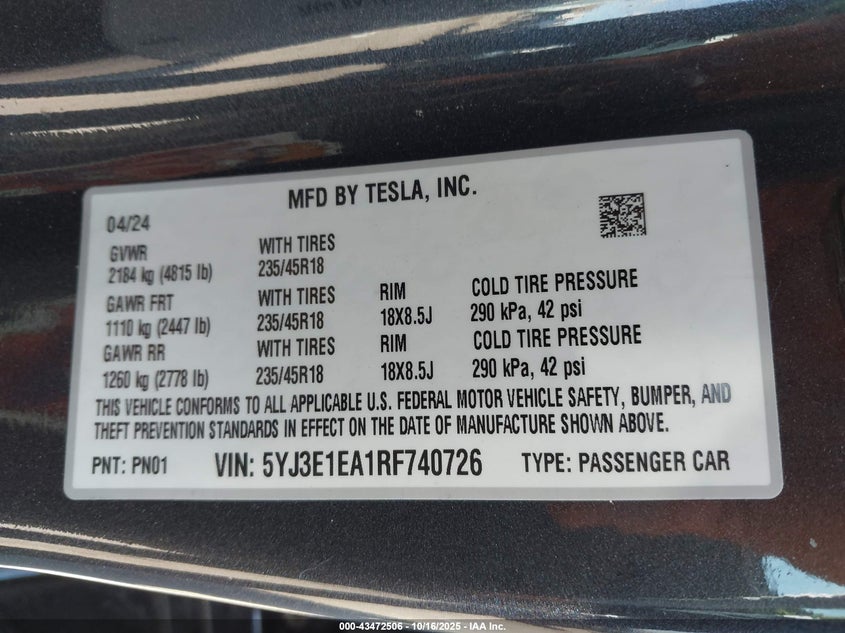 MFD BY TESLA, INC.
04/24
GVWR WITH TIRES
2184 kg (4815 lb) 235/45R18
GAWR FRT WITH TIRES RIM COLD TIRE PRESSURE
1110 kg (2447 lb) 235/45R18 18X8.5J 290 kPa, 42 psi
GAWR RR WITH TIRES RIM COLD TIRE PRESSURE
1260 kg (2778 lb) 235/45R18 18X8.5J 290 kPa, 42 psi
THIS VEHICLE CONFORMS TO ALL APPLICABLE U.S. FEDERAL MOTOR VEHICLE SAFETY, BUMPER, AND
THEFT PREVENTION STANDARDS IN EFFECT ON THE DATE OF MANUFACTURE SHOWN ABOVE.
PNT: PN01 VIN: 5YJ3E1EA1RF740726 TYPE: PASSENGER CAR
000-43472506 - 10/16/2025 - IAA Inc.